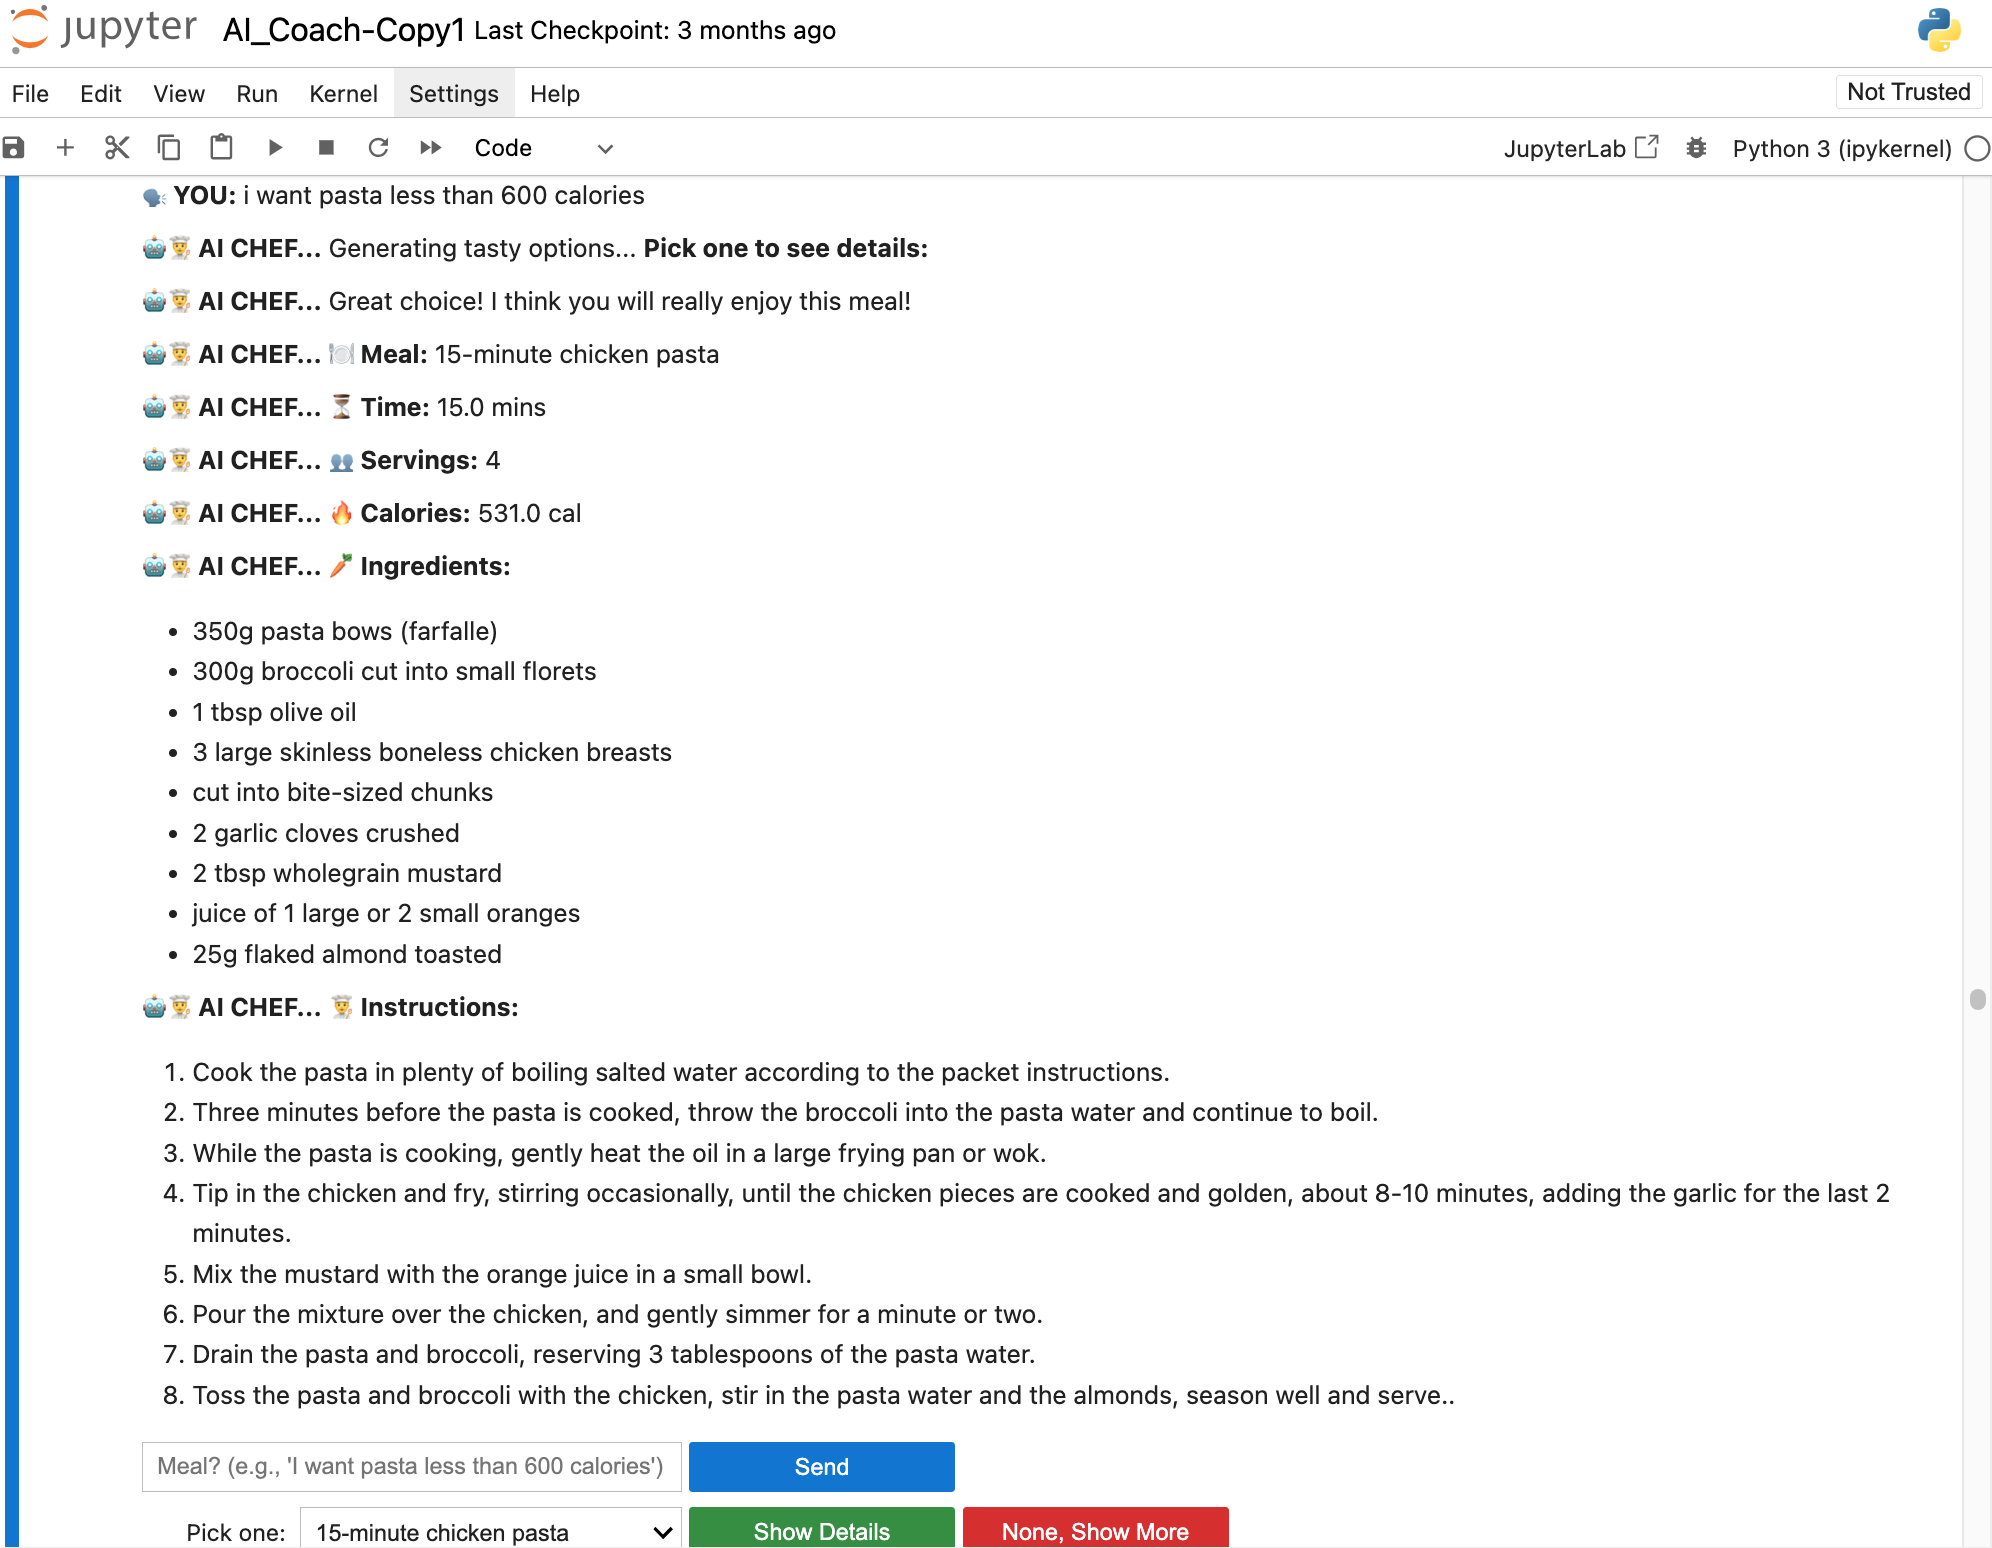 jupyter AI_Coach-Copy1 Last Checkpoint: 3 months ago
File Edit View Run Kernel Settings Help Not Trusted
Code JupyterLab Python 3 (ipykernel)
YOU: i want pasta less than 600 calories
AI CHEF... Generating tasty options... Pick one to see details:
AI CHEF... Great choice! I think you will really enjoy this meal!
AI CHEF... Meal: 15-minute chicken pasta
AI CHEF... Time: 15.0 mins
AI CHEF... Servings: 4
AI CHEF... Calories: 531.0 cal
AI CHEF... Ingredients:
• 350g pasta bows (farfalle)
• 300g broccoli cut into small florets
• 1 tbsp olive oil
• 3 large skinless boneless chicken breasts
• cut into bite-sized chunks
• 2 garlic cloves crushed
• 2 tbsp wholegrain mustard
• juice of 1 large or 2 small oranges
• 25g flaked almond toasted
AI CHEF... Instructions:
1. Cook the pasta in plenty of boiling salted water according to the packet instructions.
2. Three minutes before the pasta is cooked, throw the broccoli into the pasta water and continue to boil.
3. While the pasta is cooking, gently heat the oil in a large frying pan or wok.
4. Tip in the chicken and fry, stirring occasionally, until the chicken pieces are cooked and golden, about 8-10 minutes, adding the garlic for the last 2
minutes.
5. Mix the mustard with the orange juice in a small bowl.
6. Pour the mixture over the chicken, and gently simmer for a minute or two.
7. Drain the pasta and broccoli, reserving 3 tablespoons of the pasta water.
8. Toss the pasta and broccoli with the chicken, stir in the pasta water and the almonds, season well and serve..
Meal? (e.g., 'I want pasta less than 600 calories') Send
Pick one: 15-minute chicken pasta Show Details None, Show More